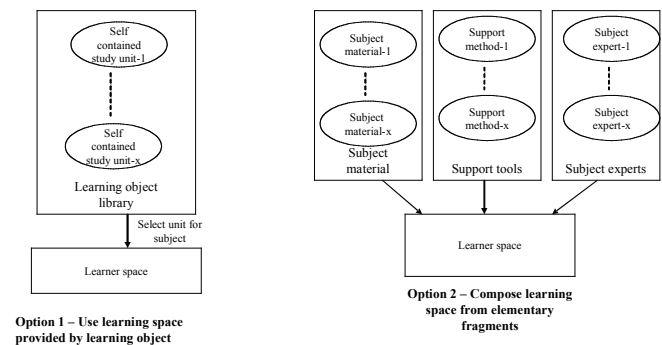 Self
contained
study unit-1
Self
contained
study unit-x
Learning object
library
Select unit for
subject
Learner space
Option 1 – Use learning space
provided by learning object
Subject
material-1
Subject
material-x
Subject
material
Support
method-1
Support
method-x
Support tools
Subject
expert-1
Subject
expert-x
Subject experts
Learner space
Option 2 – Compose learning
space from elementary
fragments